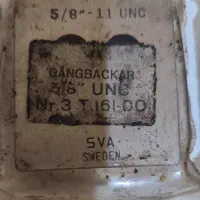 5/8"-11 UNC
GÄNGBACKAR
5/8" UNC
Nr.3 T.161-DO
SVA
SWEDEN